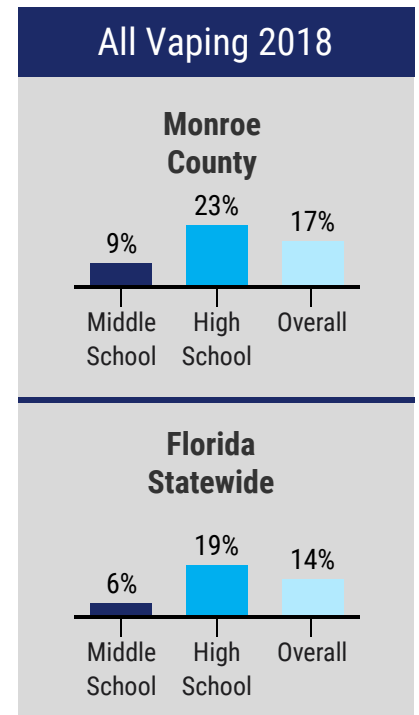 All Vaping 2018
Monroe
County
9%
23%
17%
Middle
School
High
School
Overall
Florida
Statewide
6%
19%
14%
Middle
School
High
School
Overall